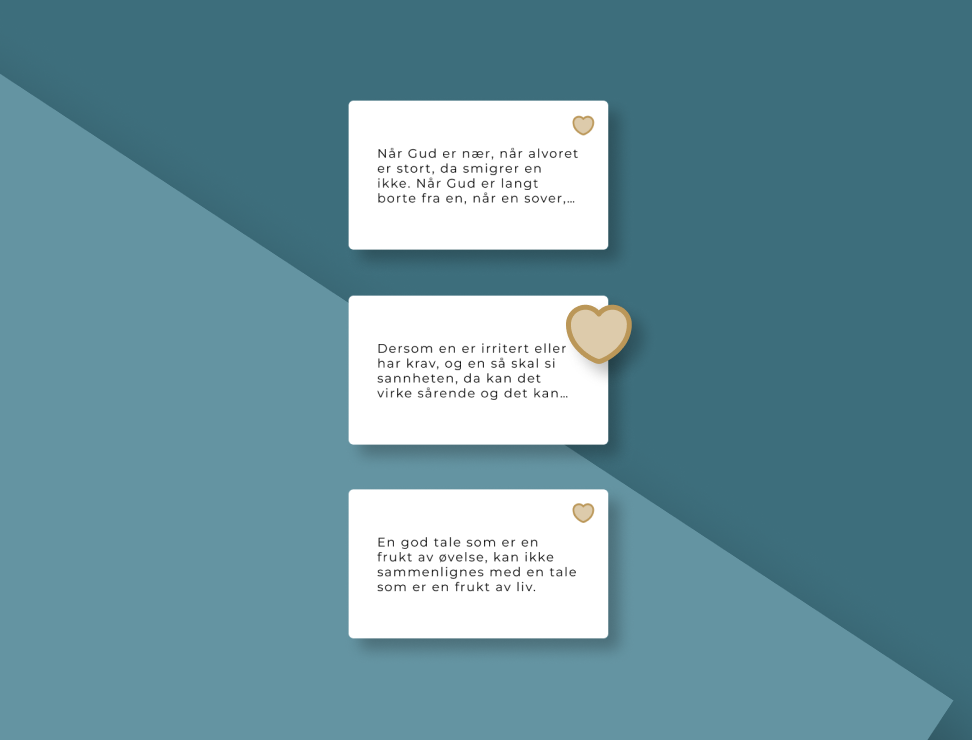 Når Gud er nær, når alvoret
er stort, da smigrer en
ikke. Når Gud er langt
borte fra en, når en sover,...
Dersom en er irritert eller
har krav, og en så skal si
sannheten, da kan det
virke sårende og det kan...
En god tale som er en
frukt av øvelse, kan ikke
sammenlignes med en tale
som er en frukt av liv.